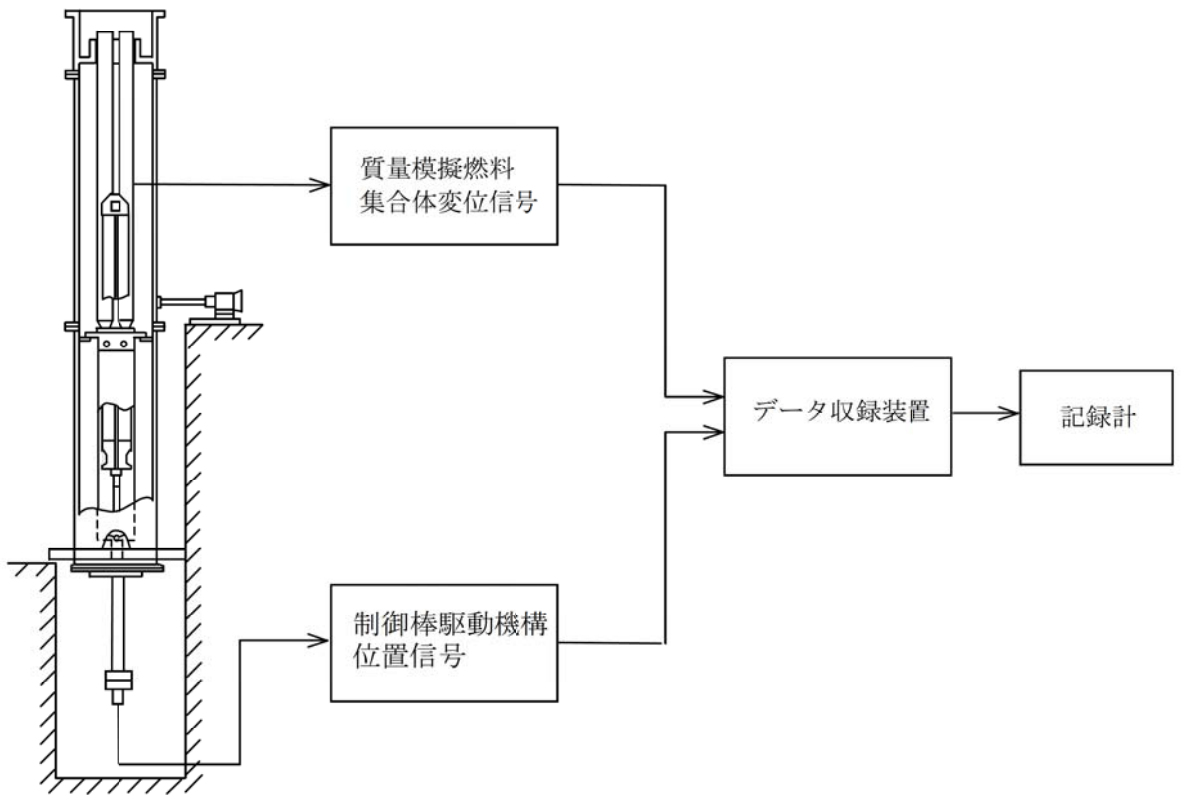 質量模擬燃料
集合体変位信号
データ収録装置
記録計
制御棒駆動機構
位置信号